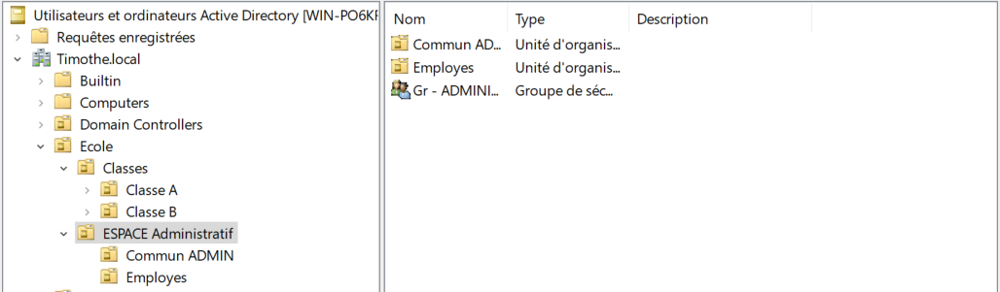 Utilisateurs et ordinateurs Active Directory [WIN-PO6KF
Requêtes enregistrées
Timothe.local
Builtin
Computers
Domain Controllers
Ecole
Classes
Classe A
Classe B
ESPACE Administratif
Commun ADMIN
Employes
Nom Type Description
Commun AD... Unité d'organis...
Employes Unité d'organis...
Gr - ADMINI... Groupe de séc...